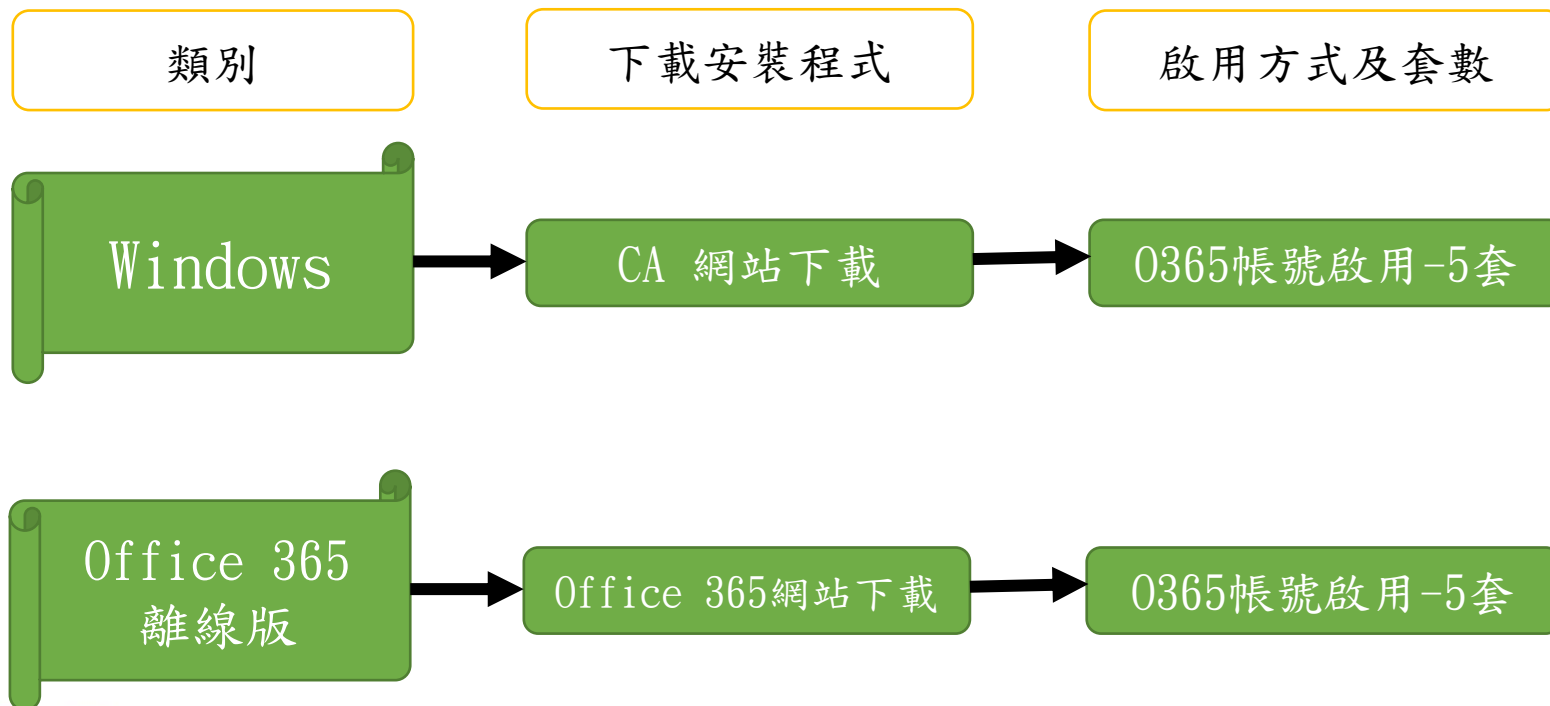 類別
下載安裝程式
啟用方式及套數
Windows
CA 網站下載
O365帳號啟用-5套
Office 365
離線版
Office 365網站下載
O365帳號啟用-5套